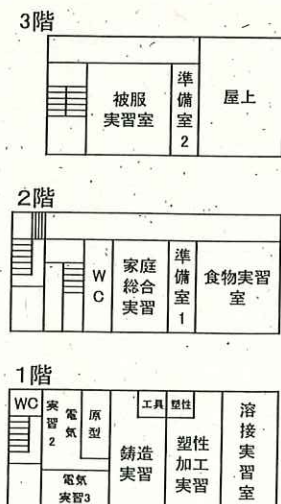 3階
被服
実習室
準備室2
屋上
2階
WC
家庭
総合
実習
準備室1
食物実習
室
1階
WC
実習2
電気
原型
電気
実習3
鋳造
実習
工具
塑性
塑性
加工
実習
溶接実習室